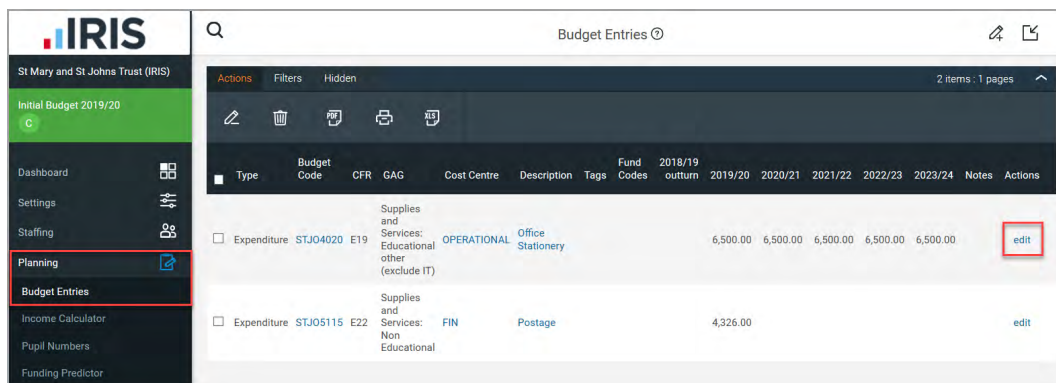 IRIS
Budget Entries
St Mary and St Johns Trust (IRIS)
Initial Budget 2019/20
C
Dashboard
Settings
Staffing
Planning
Budget Entries
Income Calculator
Pupil Numbers
Funding Predictor
Actions Filters Hidden 2 items : 1 pages
PDF XLS
Type Budget Code CFR GAG Cost Centre Description Tags Fund Codes 2018/19 outturn 2019/20 2020/21 2021/22 2022/23 2023/24 Notes Actions
Expenditure STJO4020 E19 Supplies and Services: Educational other (exclude IT) OPERATIONAL Office Stationery 6,500.00 6,500.00 6,500.00 6,500.00 6,500.00 edit
Expenditure STJO5115 E22 Supplies and Services: Non Educational FIN Postage 4,326.00 edit